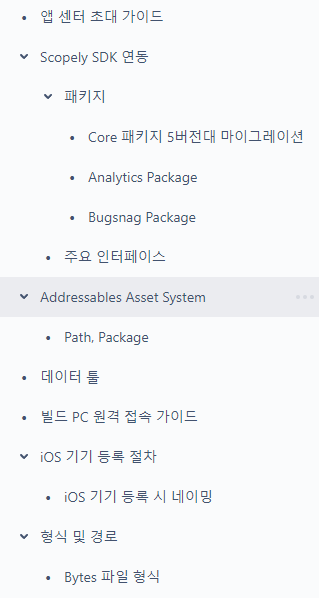 앱 센터 초대 가이드
Scopely SDK 연동
패키지
Core 패키지 5버전대 마이그레이션
Analytics Package
Bugsnag Package
주요 인터페이스
Addressables Asset System
Path, Package
데이터 툴
빌드 PC 원격 접속 가이드
iOS 기기 등록 절차
iOS 기기 등록 시 네이밍
형식 및 경로
Bytes 파일 형식